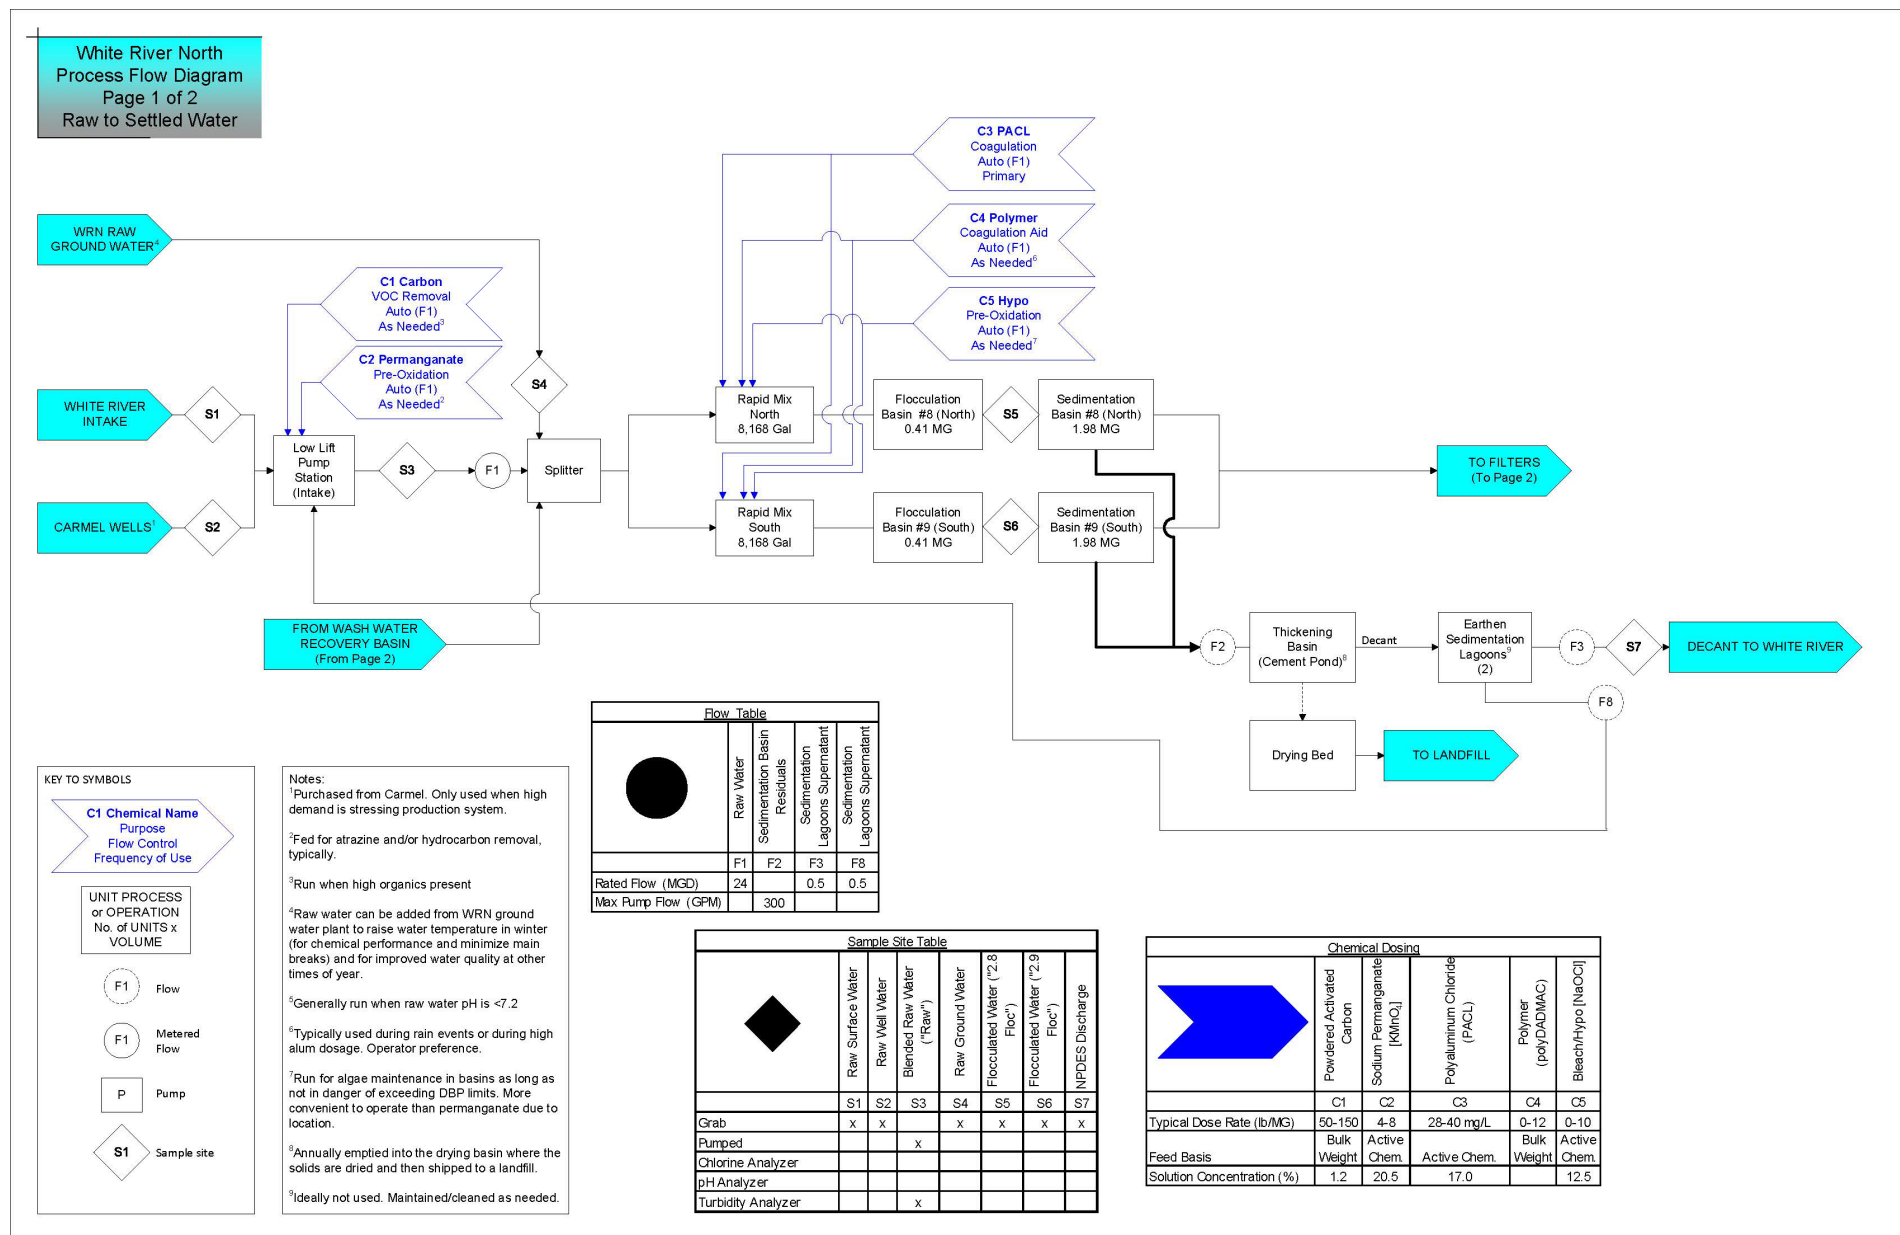 White River North
Process Flow Diagram
Page 1 of 2
Raw to Settled Water
C3 PACL
Coagulation
Auto (F1)
Primary
C4 Polymer
Coagulation Aid
Auto (F1)
As Needed6
C5 Hypo
Pre-Oxidation
Auto (F1)
As Needed7
WRN RAW
GROUND WATER4
C1 Carbon
VOC Removal
Auto (F1)
As Needed3
C2 Permanganate
Pre-Oxidation
Auto (F1)
As Needed2
S4
WHITE RIVER
INTAKE
S1
CARMEL WELLS1
S2
Low Lift
Pump
Station
(Intake)
S3
F1
Splitter
Rapid Mix
North
8,168 Gal
Flocculation
Basin #8 (North)
0.41 MG
S5
Sedimentation
Basin #8 (North)
1.98 MG
Rapid Mix
South
8,168 Gal
Flocculation
Basin #9 (South)
0.41 MG
S6
Sedimentation
Basin #9 (South)
1.98 MG
TO FILTERS
(To Page 2)
FROM WASH WATER
RECOVERY BASIN
(From Page 2)
F2
Thickening
Basin
(Cement Pond)8
Decant
Earthen
Sedimentation
Lagoons9
(2)
F3
S7
DECANT TO WHITE RIVER
F8
Drying Bed
TO LANDFILL
KEY TO SYMBOLS
C1 Chemical Name
Purpose
Flow Control
Frequency of Use
UNIT PROCESS
or OPERATION
No. of UNITS x
VOLUME
F1
Flow
F1
Metered
Flow
P
Pump
S1
Sample site
Notes:
1Purchased from Carmel. Only used when high
demand is stressing production system.
2Fed for atrazine and/or hydrocarbon removal,
typically.
3Run when high organics present
4Raw water can be added from WRN ground
water plant to raise water temperature in winter
(for chemical performance and minimize main
breaks) and for improved water quality at other
times of year.
5Generally run when raw water pH is <7.2
6Typically used during rain events or during high
alum dosage. Operator preference.
7Run for algae maintenance in basins as long as
not in danger of exceeding DBP limits. More
convenient to operate than permanganate due to
location.
8Annually emptied into the drying basin where the
solids are dried and then shipped to a landfill.
9Ideally not used. Maintained/cleaned as needed.
Flow Table
Raw Water
Sedimentation Basin
Residuals
Sedimentation
Lagoons Supernatant
Sedimentation
Lagoons Supernatant
F1 F2 F3 F8
Rated Flow (MGD) 24 0.5 0.5
Max Pump Flow (GPM) 300
Sample Site Table
Raw Surface Water
Raw Well Water
Blended Raw Water
("Raw")
Raw Ground Water
Flocculated Water ("2.8
Floc")
Flocculated Water ("2.9
Floc")
NPDES Discharge
S1 S2 S3 S4 S5 S6 S7
Grab x x x x x x
Pumped x
Chlorine Analyzer
pH Analyzer
Turbidity Analyzer x
Chemical Dosing
Powdered Activated
Carbon
Sodium Permanganate
[KMnO4]
Polyaluminum Chloride
(PACL)
Polymer
(polyDADMAC)
Bleach/Hypo [NaOCl]
C1 C2 C3 C4 C5
Typical Dose Rate (lb/MG) 50-150 4-8 28-40 mg/L 0-12 0-10
Feed Basis Bulk Weight Active Chem. Active Chem. Bulk Weight Active Chem.
Solution Concentration (%) 1.2 20.5 17.0 12.5